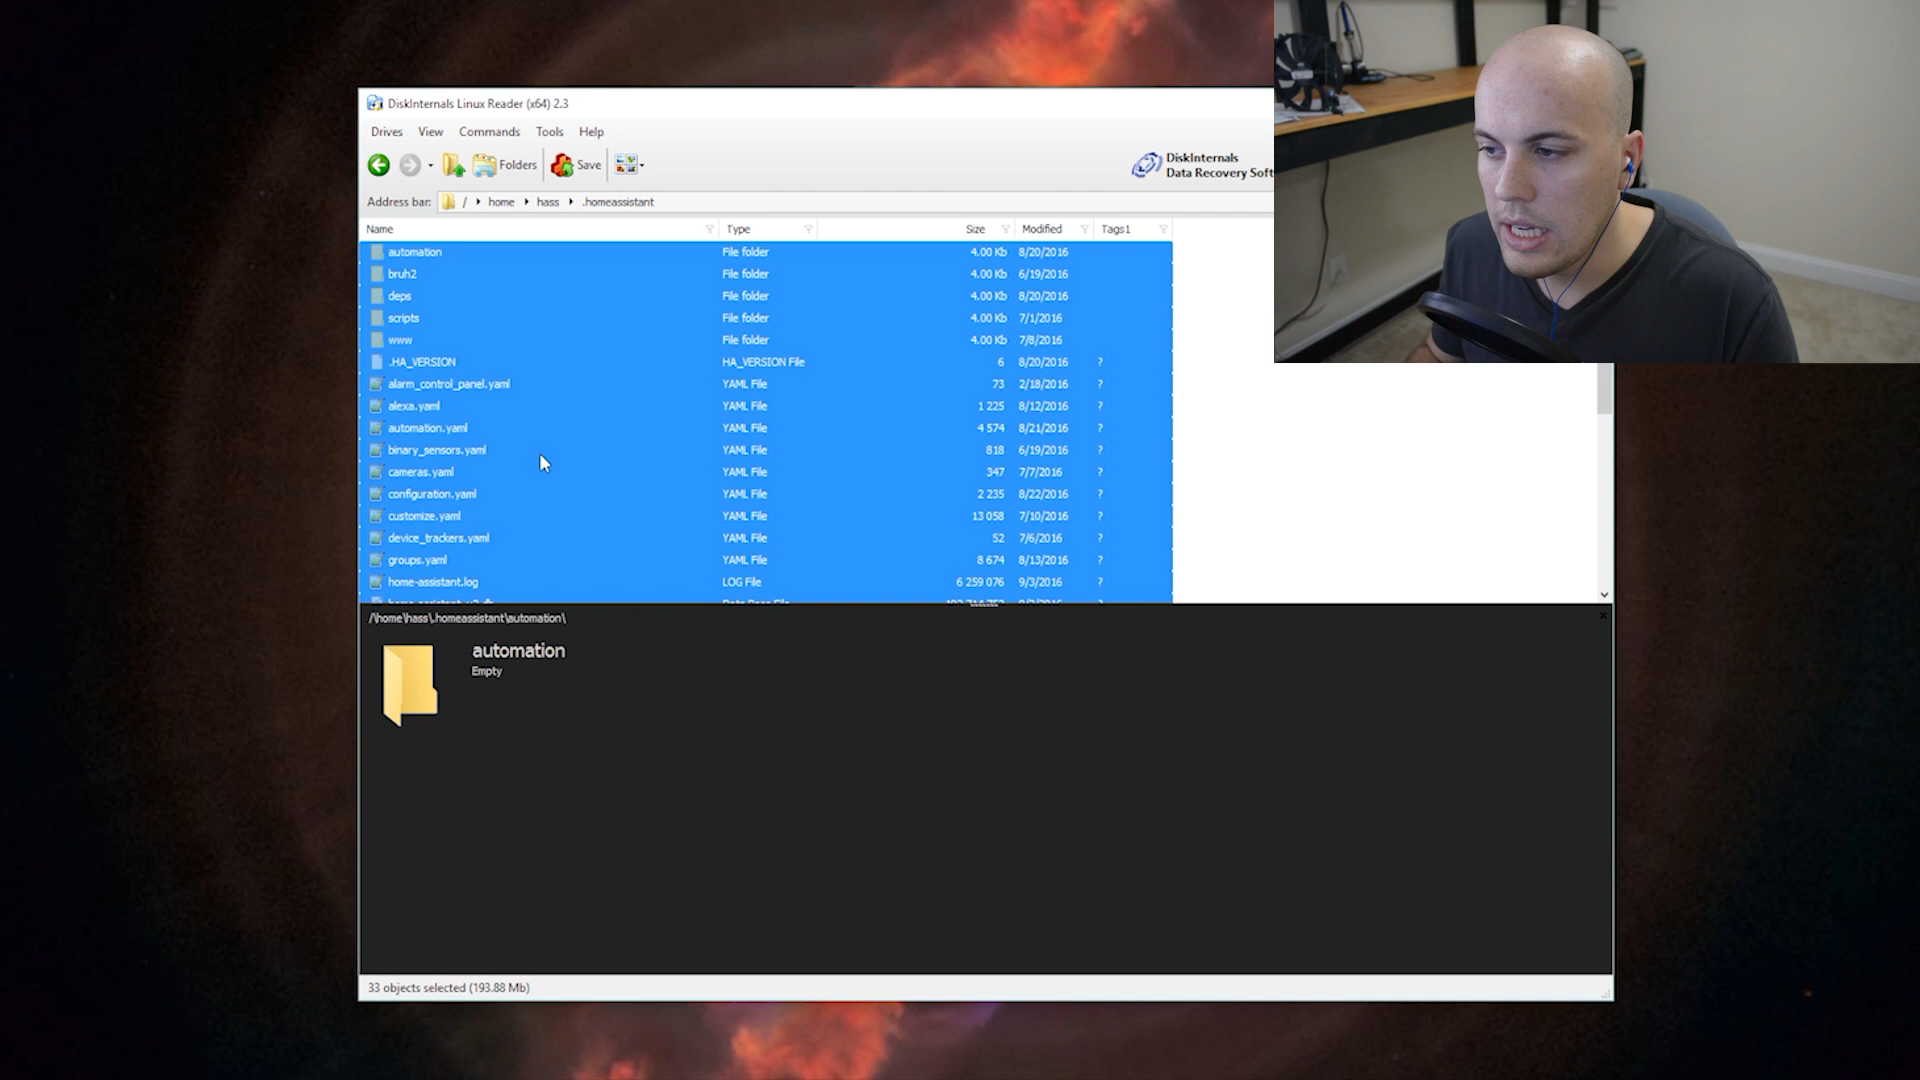 DiskInternals Linux Reader (x64) 2.3
Drives View Commands Tools Help
Folders Save
DiskInternals
Data Recovery Soft
Address bar: / home hass .homeassistant
Name Type Size Modified Tags1
automation File folder 4.00 Kb 8/20/2016
bruh2 File folder 4.00 Kb 6/19/2016
deps File folder 4.00 Kb 8/20/2016
scripts File folder 4.00 Kb 7/1/2016
www File folder 4.00 Kb 7/8/2016
.HA_VERSION HA_VERSION File 6 8/20/2016 ?
alarm_control_panel.yaml YAML File 73 2/18/2016 ?
alexa.yaml YAML File 1 225 8/12/2016 ?
automation.yaml YAML File 4 574 8/21/2016 ?
binary_sensors.yaml YAML File 818 6/19/2016 ?
cameras.yaml YAML File 347 7/7/2016 ?
configuration.yaml YAML File 2 235 8/22/2016 ?
customize.yaml YAML File 13 058 7/10/2016 ?
device_trackers.yaml YAML File 52 7/6/2016 ?
groups.yaml YAML File 8 674 8/13/2016 ?
home-assistant.log LOG File 6 259 076 9/3/2016 ?
/\home\hass\.homeassistant\automation\
automation
Empty
33 objects selected (193.88 Mb)